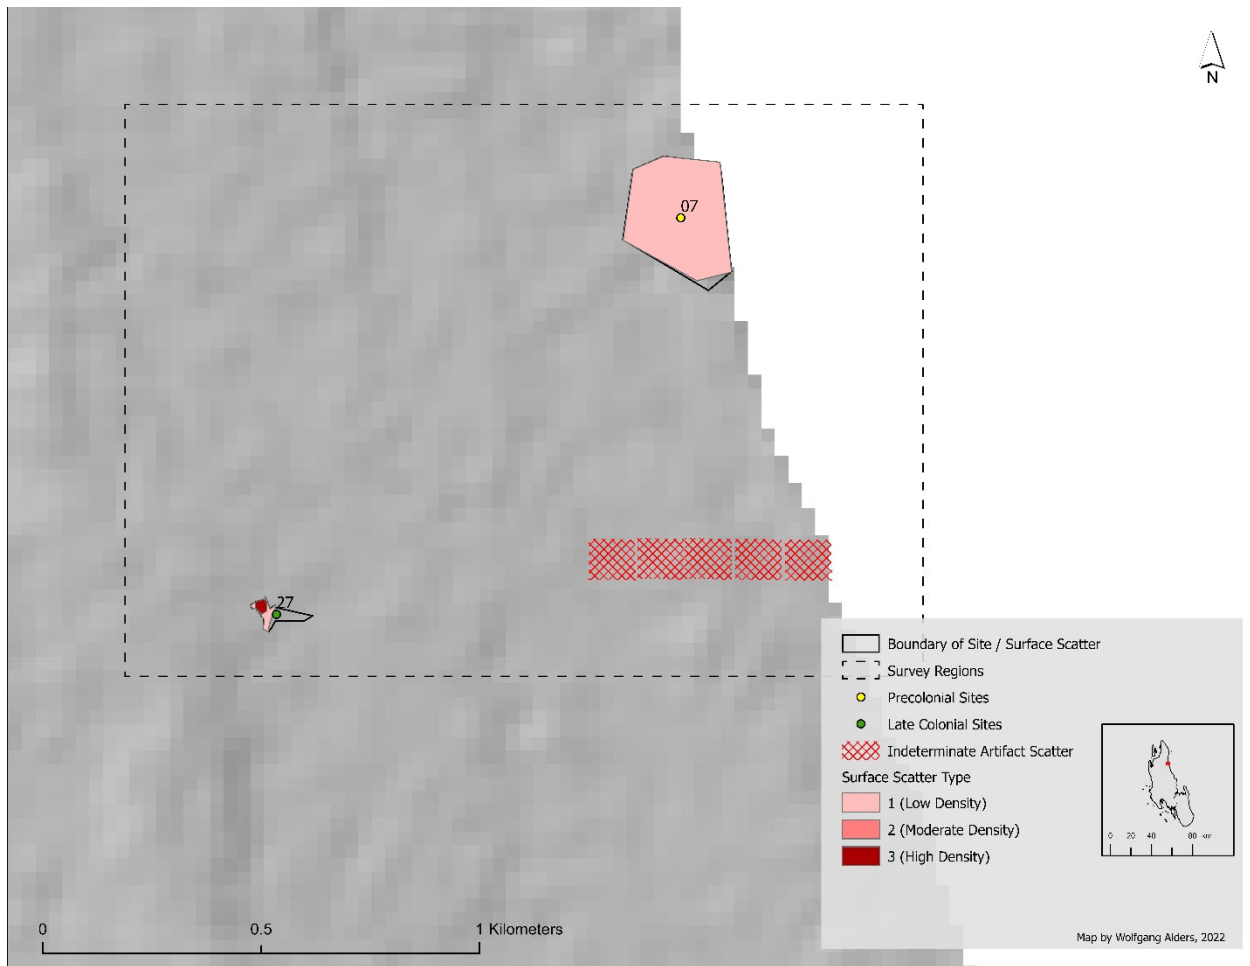 N
07
27
Boundary of Site / Surface Scatter
Survey Regions
Precolonial Sites
Late Colonial Sites
Indeterminate Artifact Scatter
Surface Scatter Type
1 (Low Density)
2 (Moderate Density)
3 (High Density)
0 20 40 80 km
0 0.5 1 Kilometers
Map by Wolfgang Alders, 2022